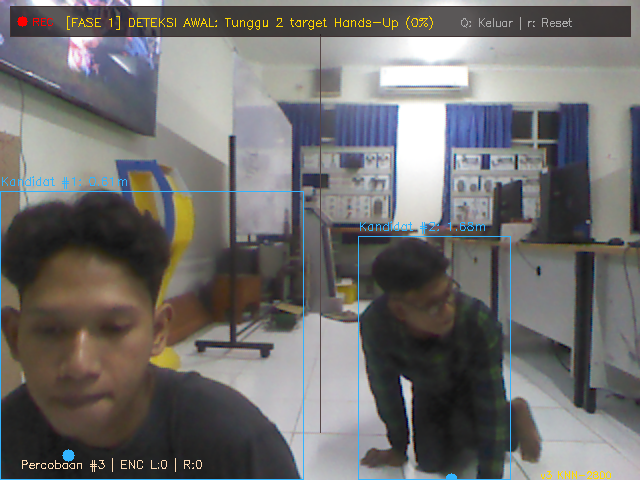 REC [FASE 1] DETEKSI AWAL: Tunggu 2 target Hands-Up (0%) Q: Keluar | r: Reset
Kandidat #1:
Kandidat #2: 1.68m
Percobaan #3 | ENC L:0 | R:0